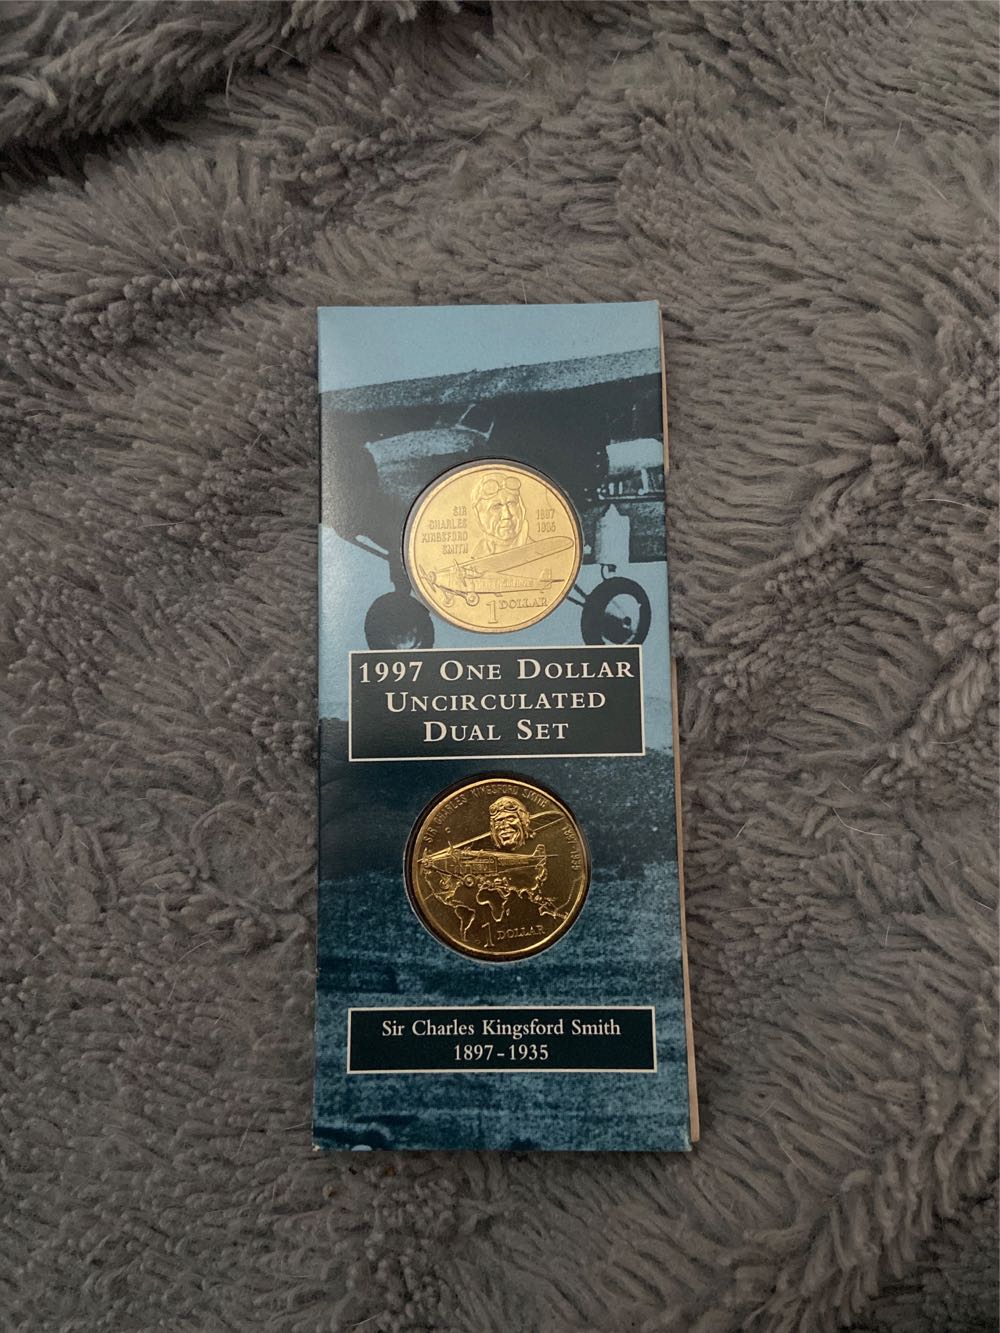 SIR
CHARLES
KINGSFORD
SMITH
1897
1935
1 DOLLAR
1997 ONE DOLLAR
UNCIRCULATED
DUAL SET
SIR CHARLES KINGSFORD SMITH
1897-1935
1 DOLLAR
Sir Charles Kingsford Smith
1897-1935